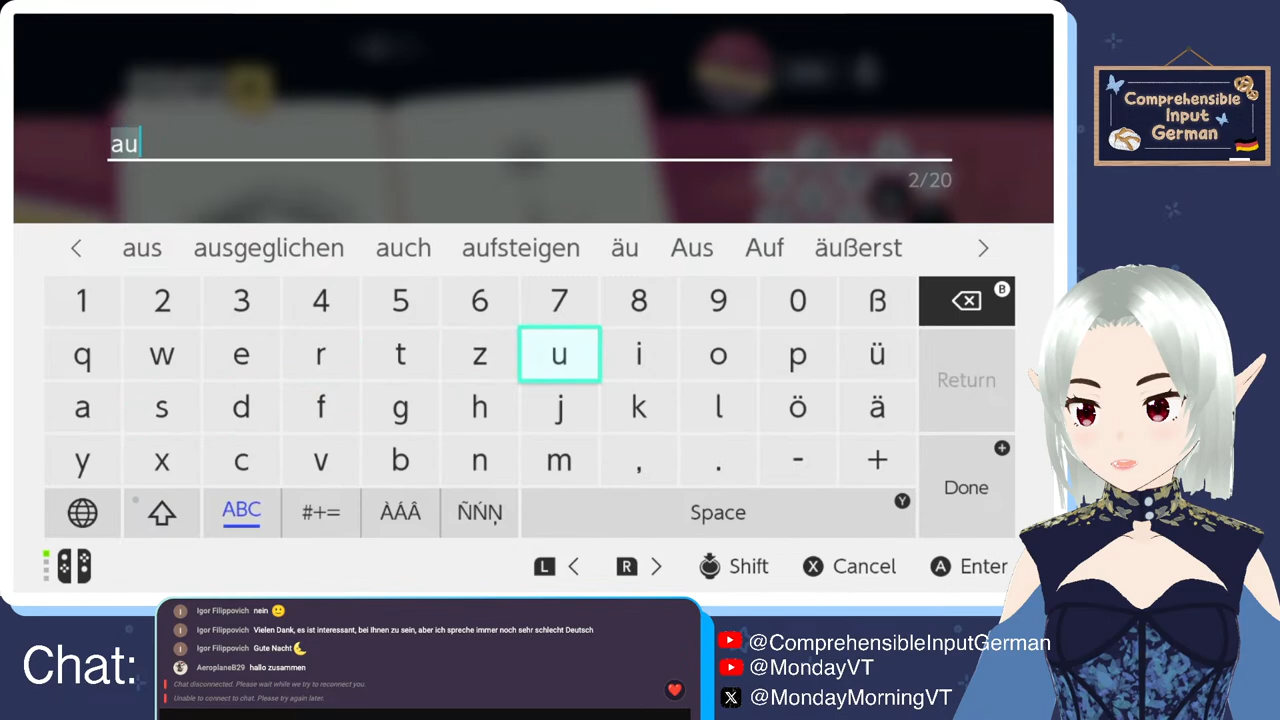 au
2/20
< aus ausgeglichen auch aufsteigen äu Aus Auf äußerst >
1 2 3 4 5 6 7 8 9 0 ß B
q w e r t z u i o p ü
Return
a s d f g h j k l ö ä
y x c v b n m , . - +
ABC #+= ÀÁÂ ÑŃŅ Space Y
+ Done
L < R > Shift X Cancel A Enter
Comprehensible
Input
German
Chat:
I Igor Filippovich nein 🙂
I Igor Filippovich Vielen Dank, es ist interessant, bei Ihnen zu sein, aber ich spreche immer noch sehr schlecht Deutsch
I Igor Filippovich Gute Nacht 🌜
AeroplaneB29 hallo zusammen
Chat disconnected. Please wait while we try to reconnect you.
Unable to connect to chat. Please try again later.
@ComprehensibleInputGerman
@MondayVT
X @MondayMorningVT